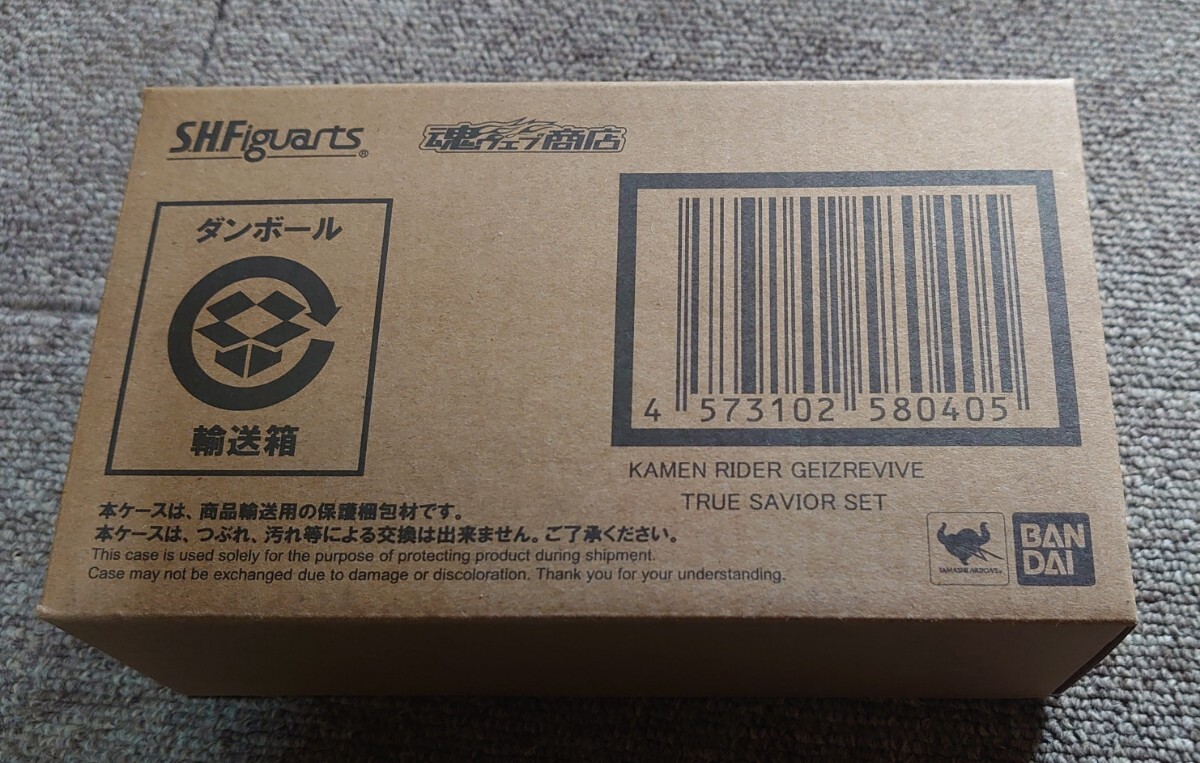 S.H.Figuarts®
魂ウェブ商店
ダンボール
輸送箱
4 573102 580405
KAMEN RIDER GEIZREVIVE
TRUE SAVIOR SET
本ケースは、商品輸送用の保護梱包材です。
本ケースは、つぶれ、汚れ等による交換は出来ません。ご了承ください。
This case is used solely for the purpose of protecting product during shipment.
Case may not be exchanged due to damage or discoloration. Thank you for your understanding.
TAMASHII NATIONS
BAN
DAI